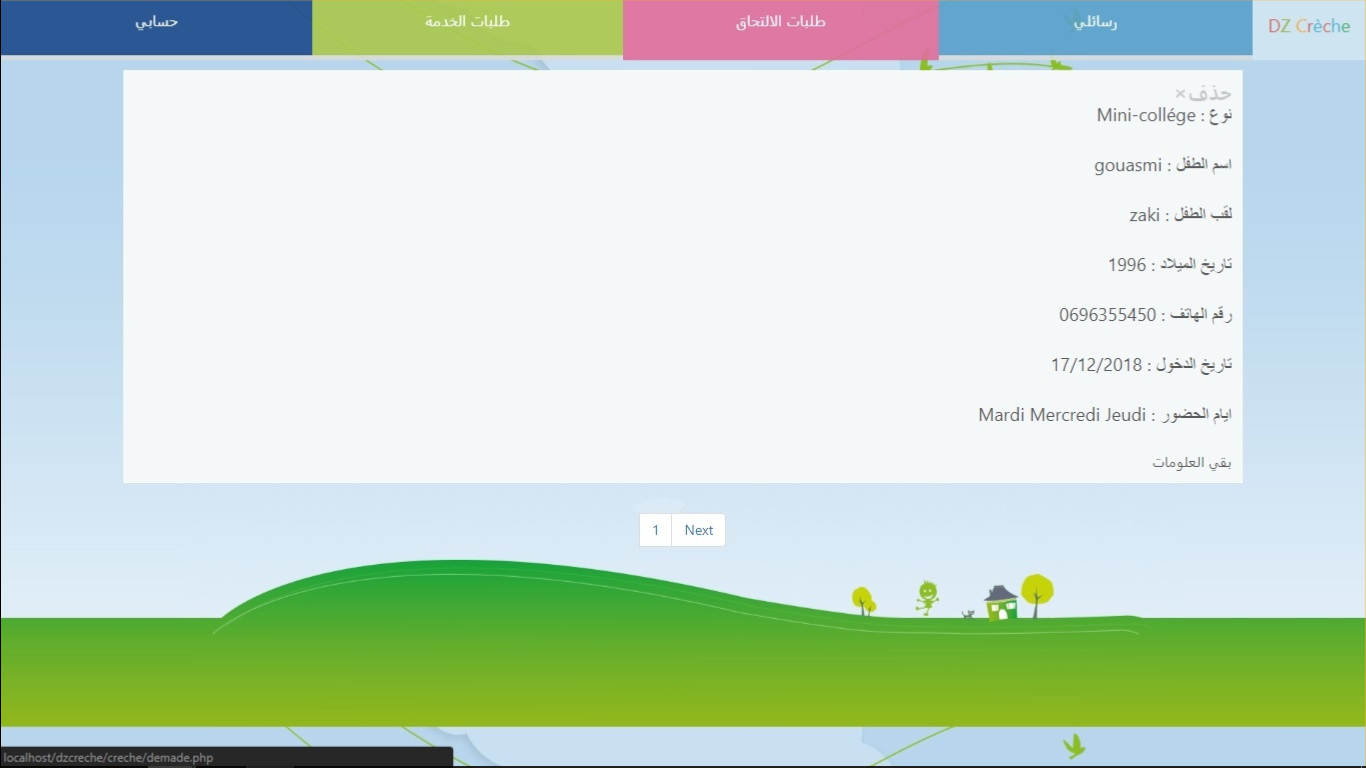 DZ Crèche
رسائلي
طلبات الالتحاق
طلبات الخدمة
حسابي
حذف×
نوع : Mini-collége
اسم الطفل : gouasmi
لقب الطفل : zaki
تاريخ الميلاد : 1996
رقم الهاتف : 0696355450
تاريخ الدخول : 17/12/2018
ايام الحضور : Mardi Mercredi Jeudi
بقي العلومات
1 Next
localhost/dzcreche/creche/demade.php